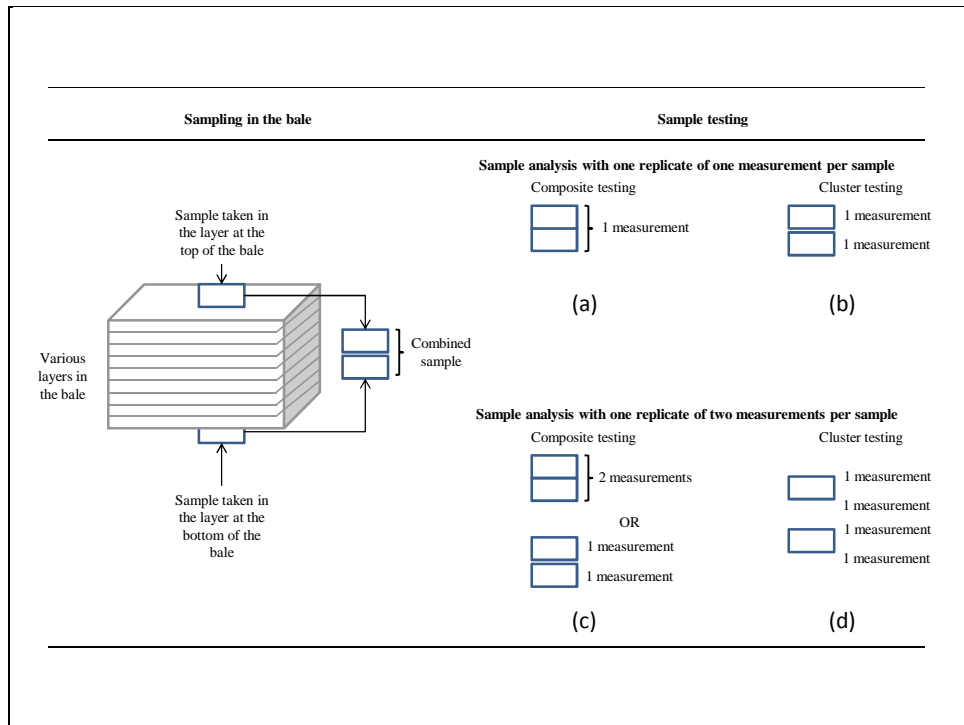 Sampling in the bale
Sample testing
Sample taken in
the layer at the
top of the bale
Various
layers in
the bale
Combined
sample
Sample taken in
the layer at the
bottom of the
bale
Sample analysis with one replicate of one measurement per sample
Composite testing
1 measurement
(a)
Cluster testing
1 measurement
1 measurement
(b)
Sample analysis with one replicate of two measurements per sample
Composite testing
2 measurements
OR
1 measurement
1 measurement
(c)
Cluster testing
1 measurement
1 measurement
1 measurement
1 measurement
(d)